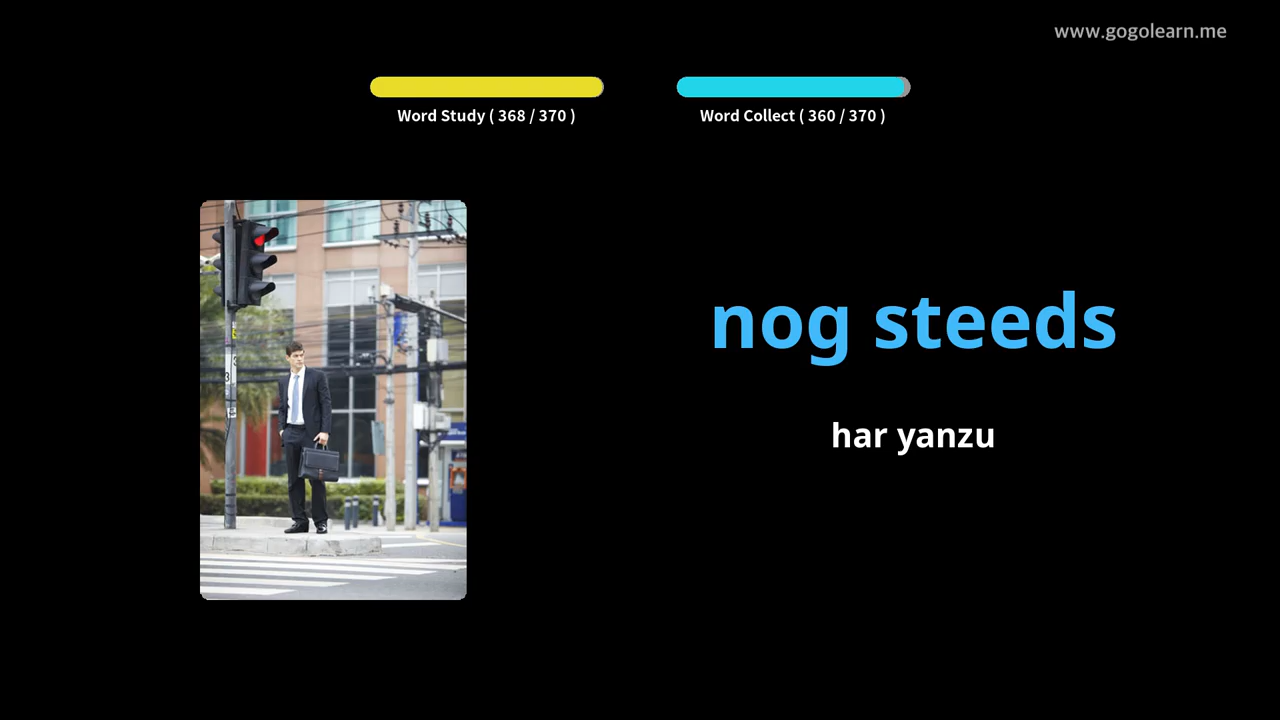 www.gogolearn.me
Word Study ( 368 / 370 )
Word Collect ( 360 / 370 )
nog steeds
har yanzu